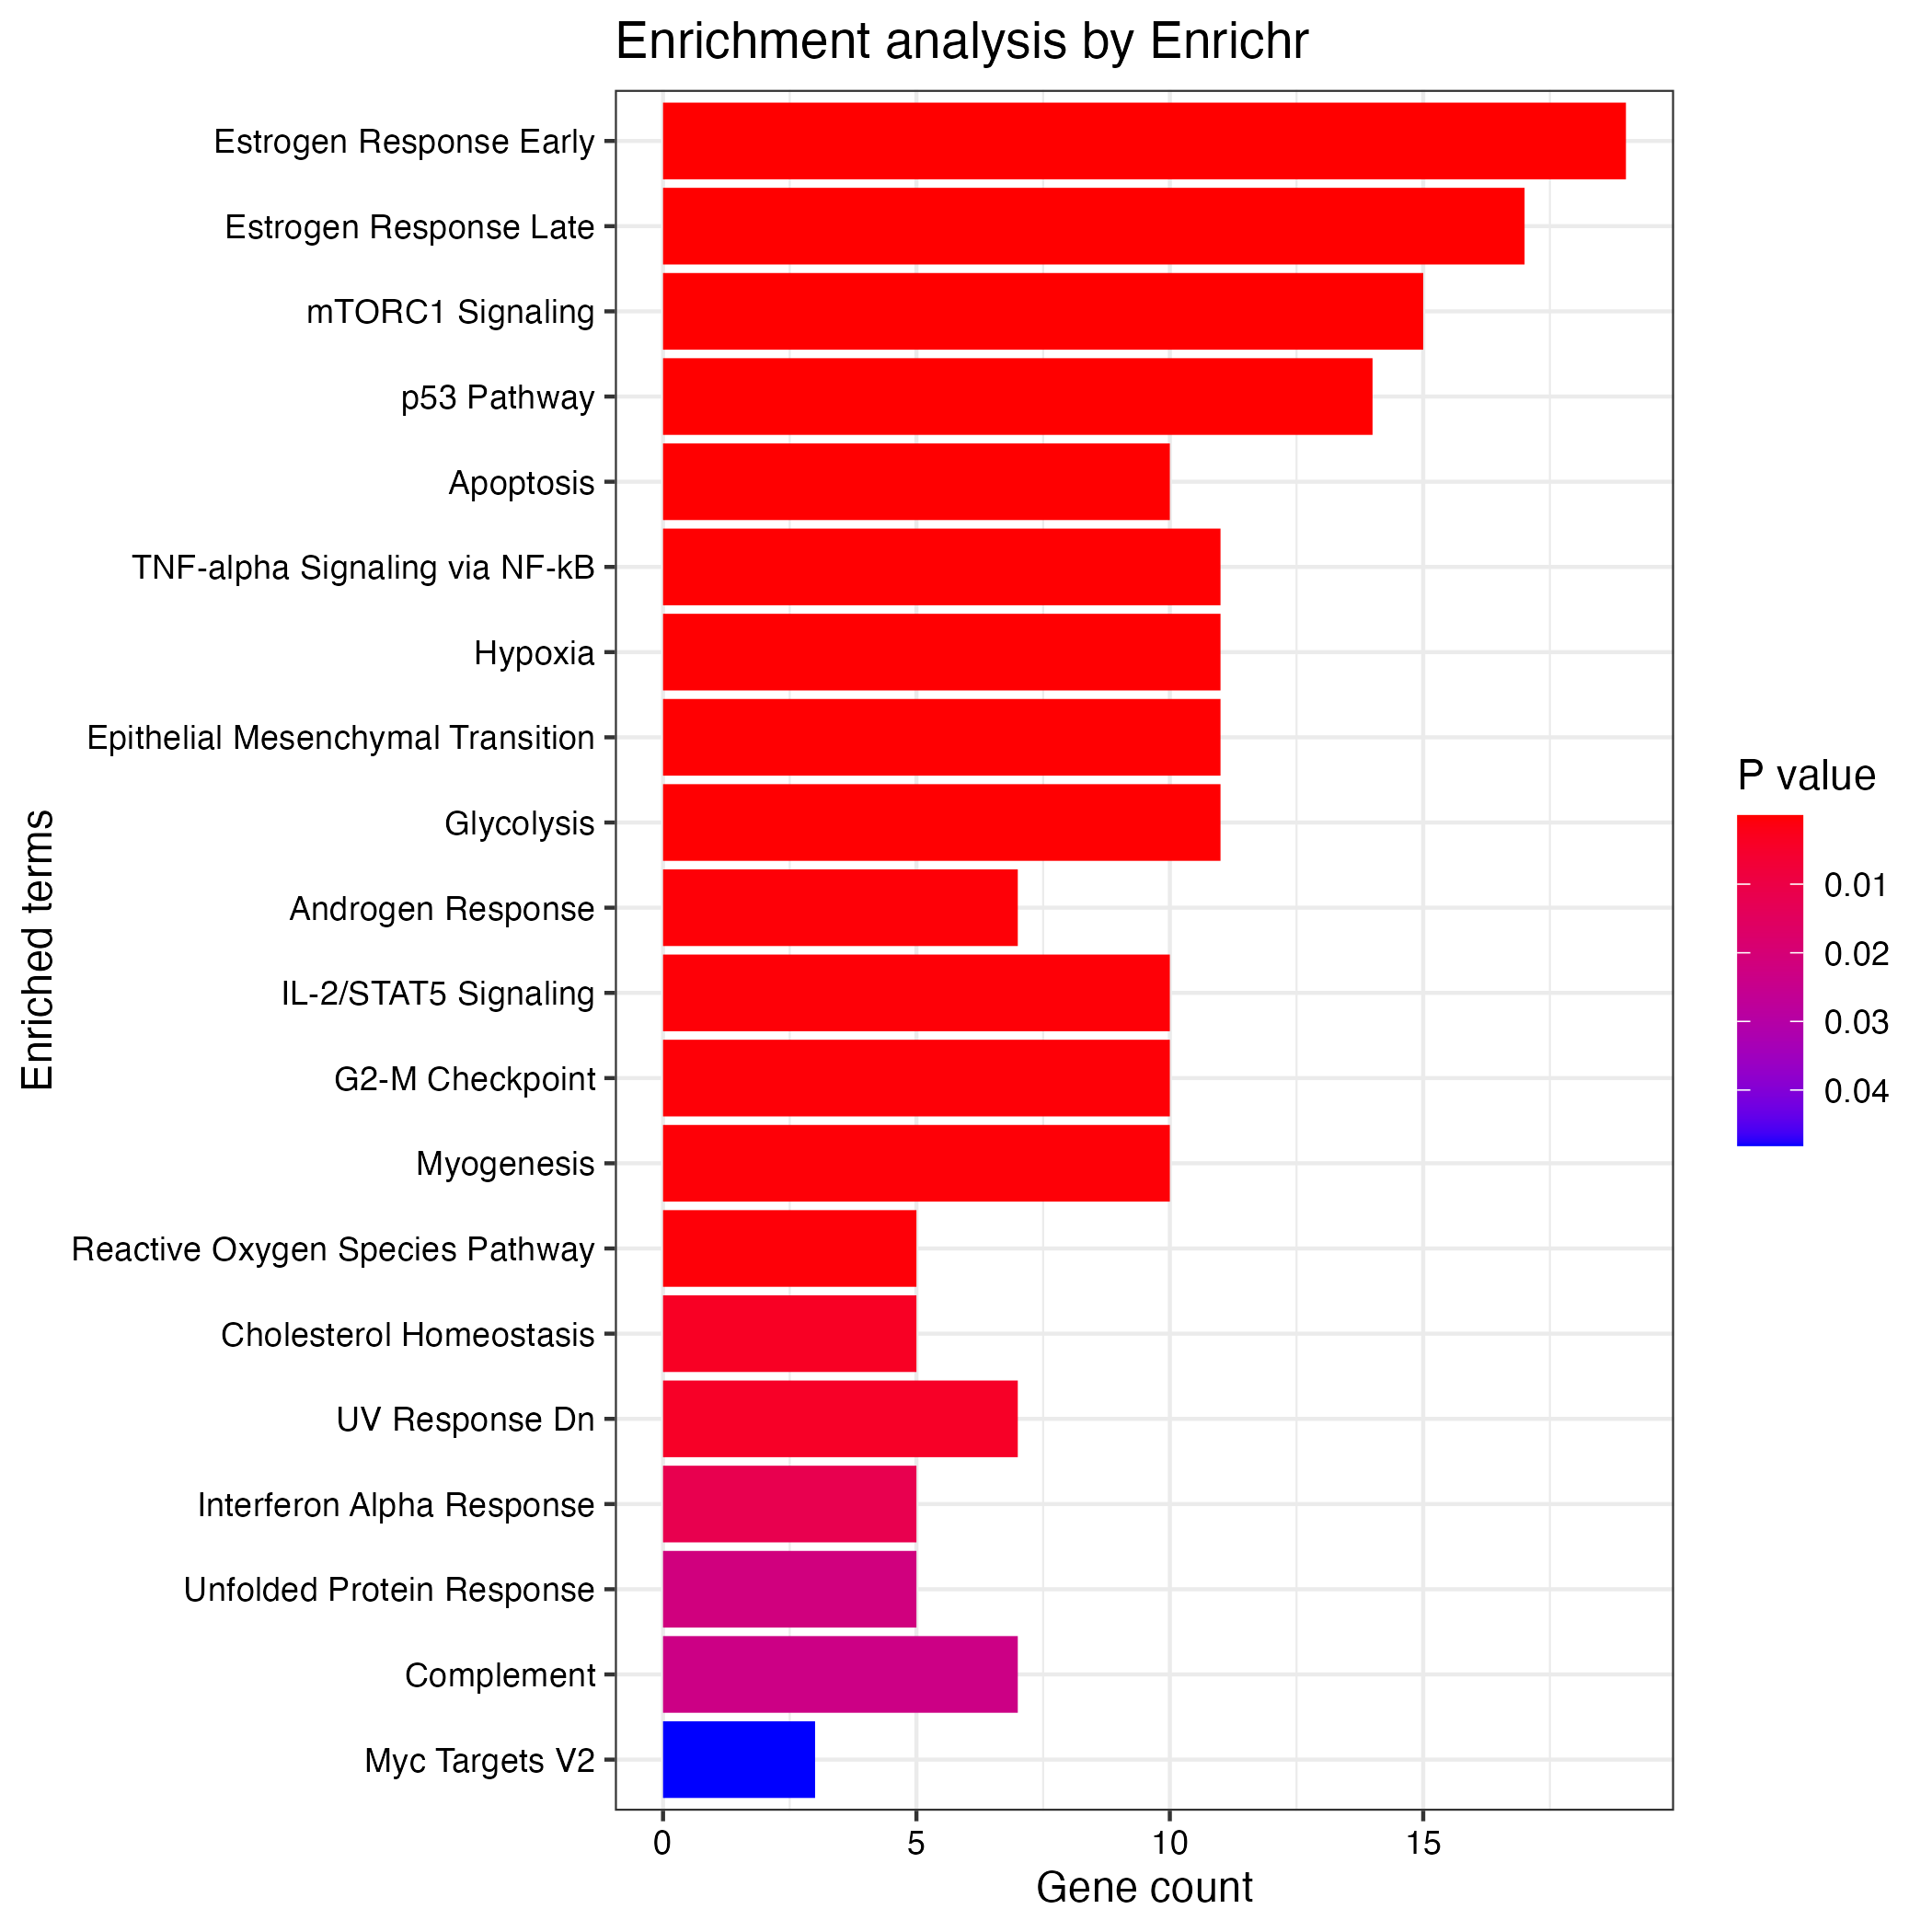 Enrichment analysis by Enrichr
Enriched terms
Estrogen Response Early
Estrogen Response Late
mTORC1 Signaling
p53 Pathway
Apoptosis
TNF-alpha Signaling via NF-kB
Hypoxia
Epithelial Mesenchymal Transition
Glycolysis
Androgen Response
IL-2/STAT5 Signaling
G2-M Checkpoint
Myogenesis
Reactive Oxygen Species Pathway
Cholesterol Homeostasis
UV Response Dn
Interferon Alpha Response
Unfolded Protein Response
Complement
Myc Targets V2
0 5 10 15
Gene count
P value
0.01
0.02
0.03
0.04